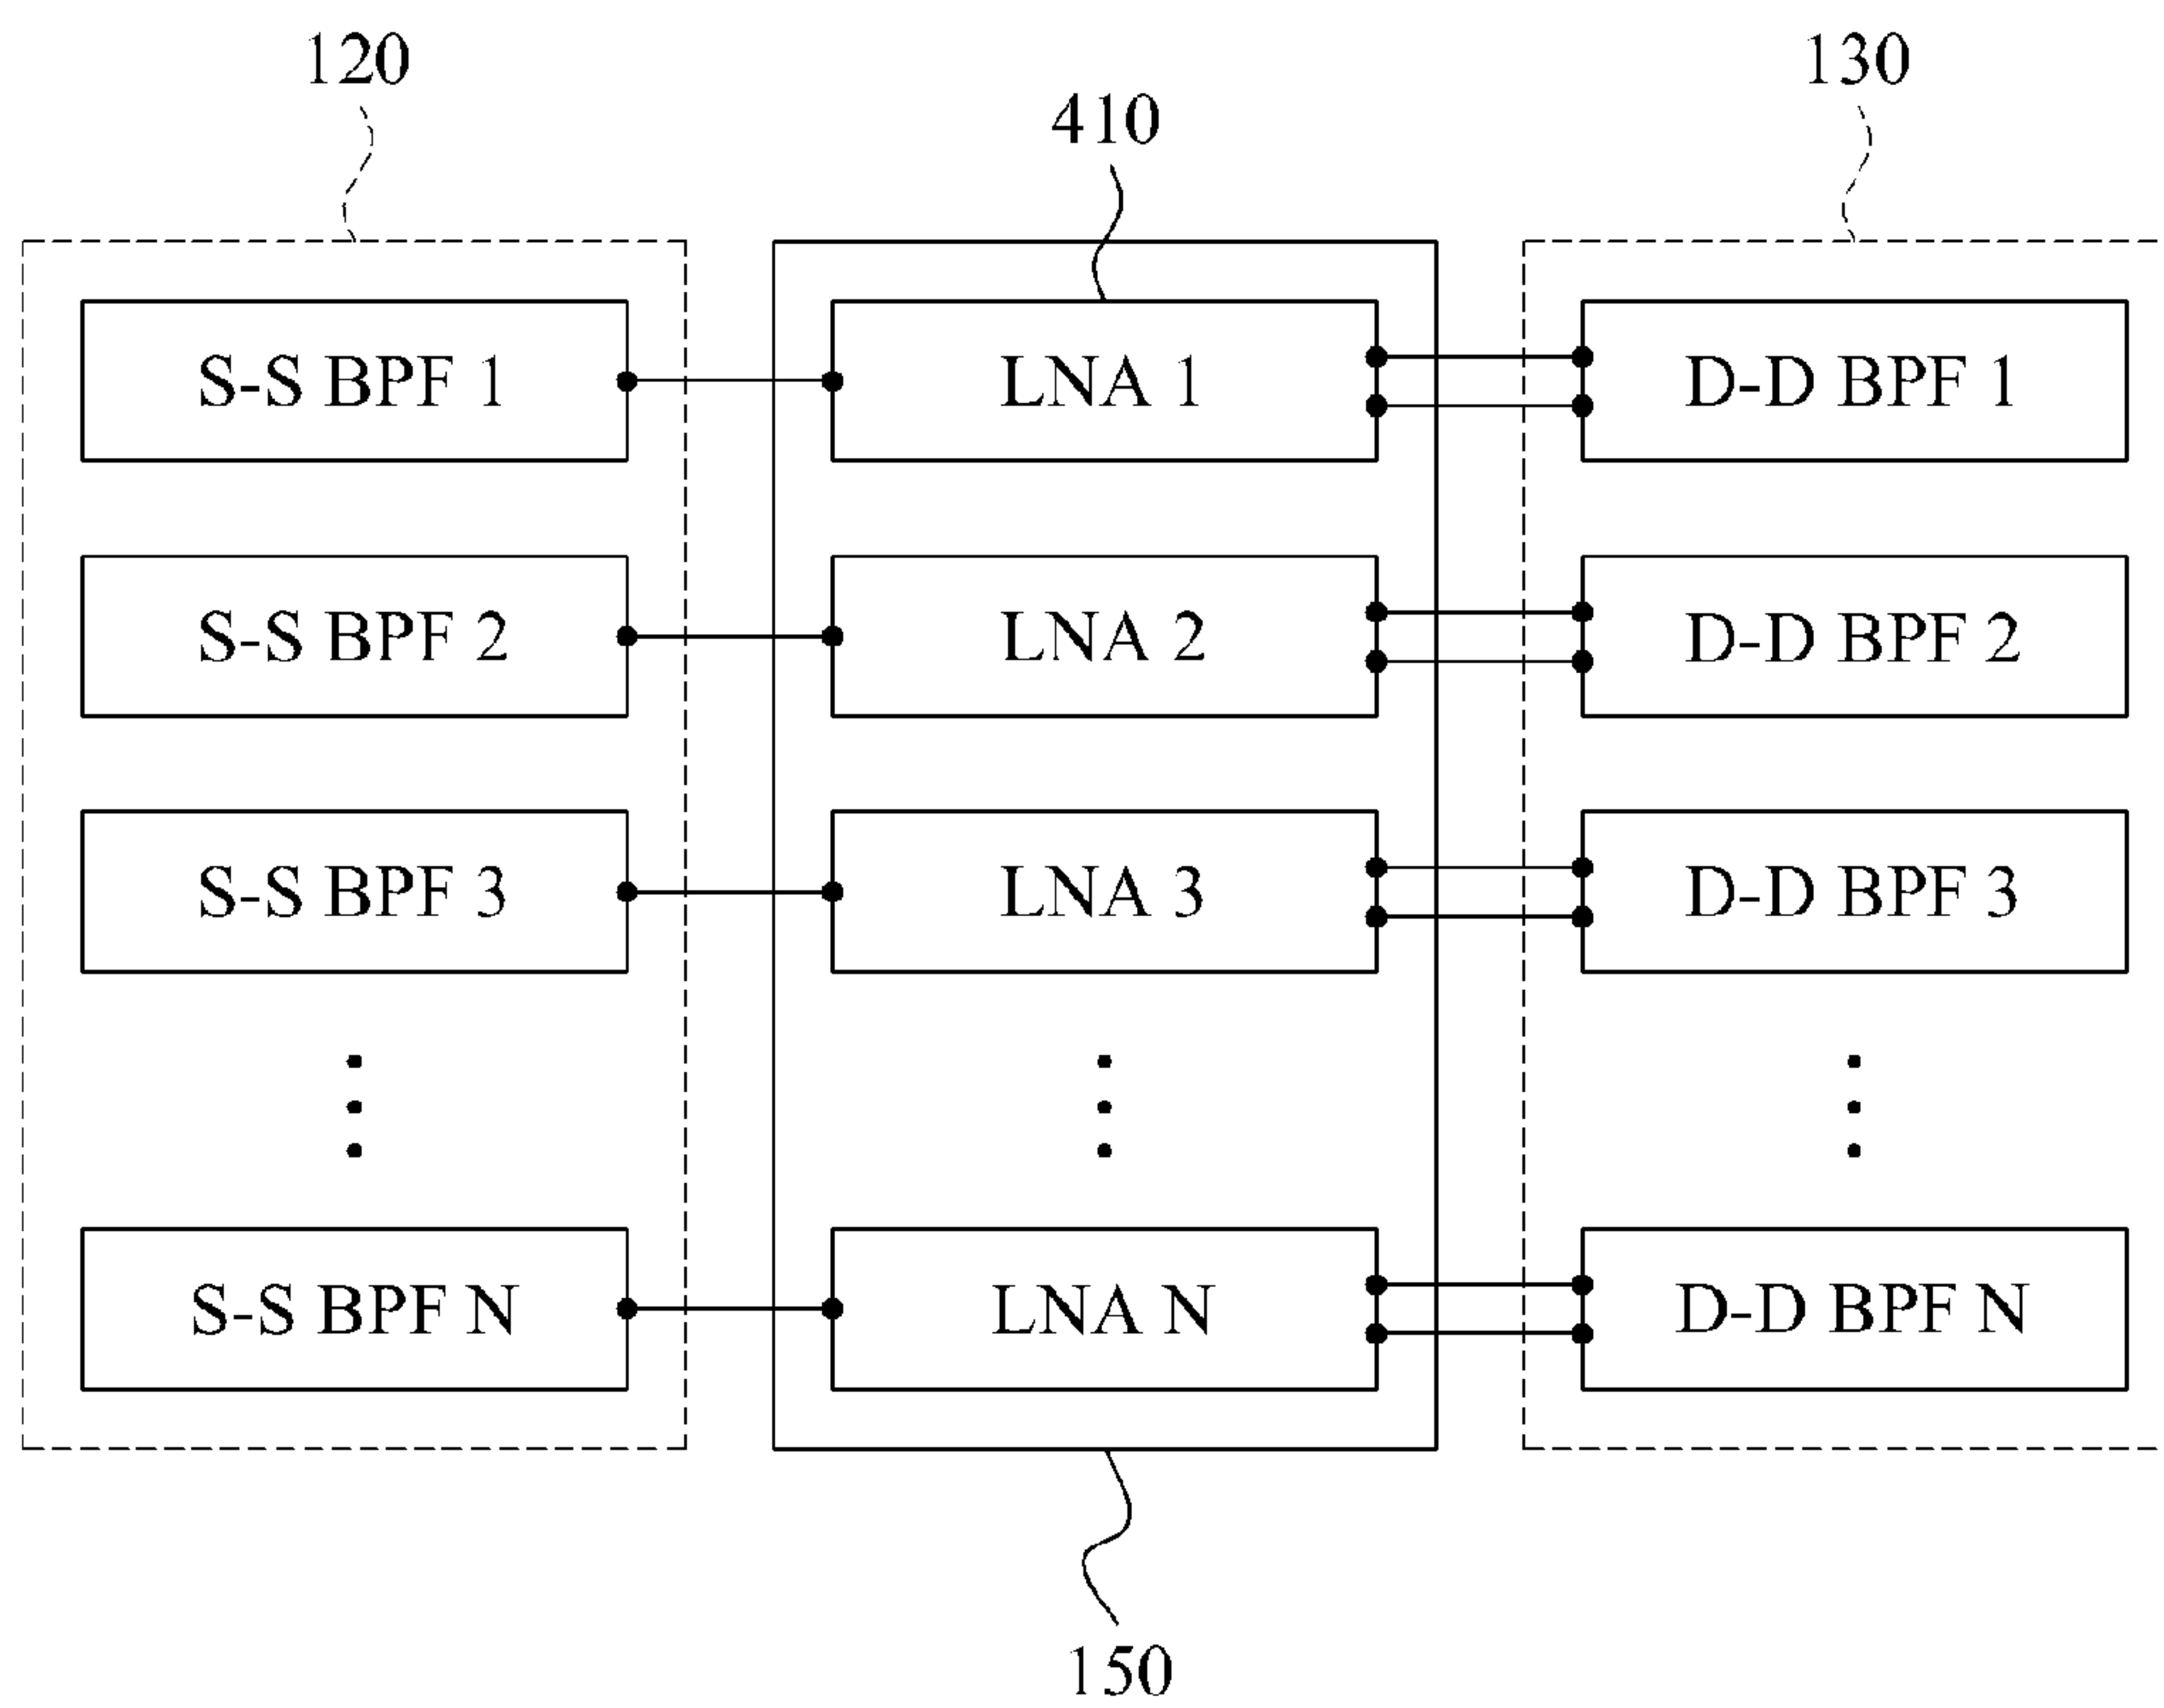 120
130
410
S-S BPF 1
LNA 1
D-D BPF 1
S-S BPF 2
LNA 2
D-D BPF 2
S-S BPF 3
LNA 3
D-D BPF 3
S-S BPF N
LNA N
D-D BPF N
150